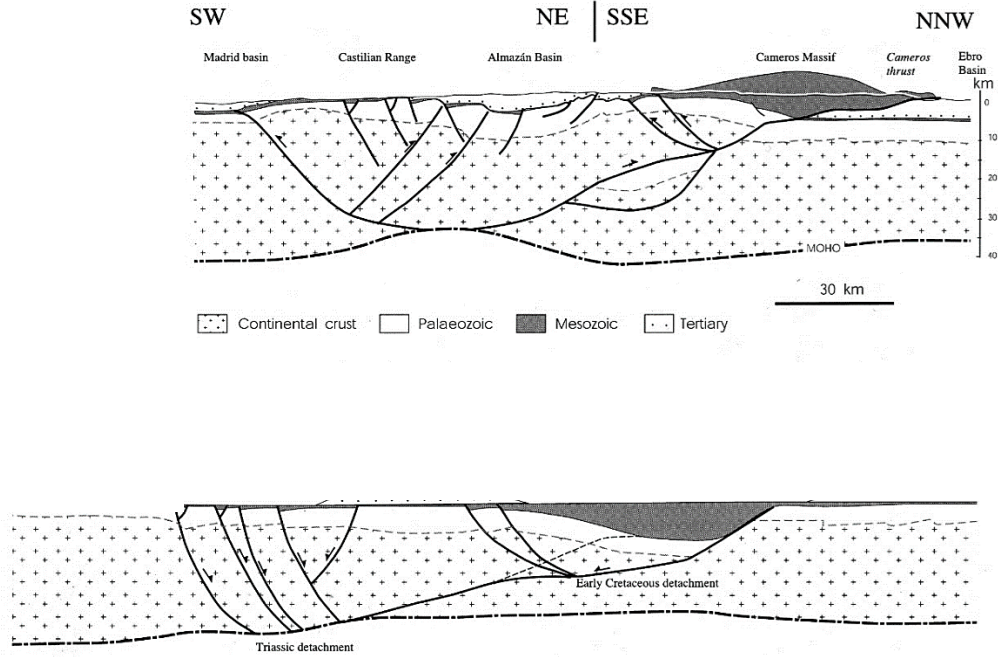 SW NE SSE NNW
Madrid basin Castilian Range Almazán Basin Cameros Massif Cameros thrust Ebro Basin
km
0
10
20
30
40
MOHO
30 km
Continental crust Palaeozoic Mesozoic Tertiary
Early Cretaceous detachment
Triassic detachment